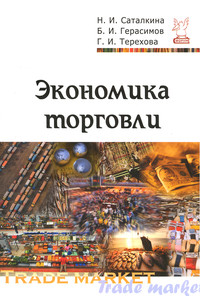 Н. И. Саталкина
Б. И. Герасимов
Г. И. Терехова
Экономика
торговли
TRADE MARKET
Trade market